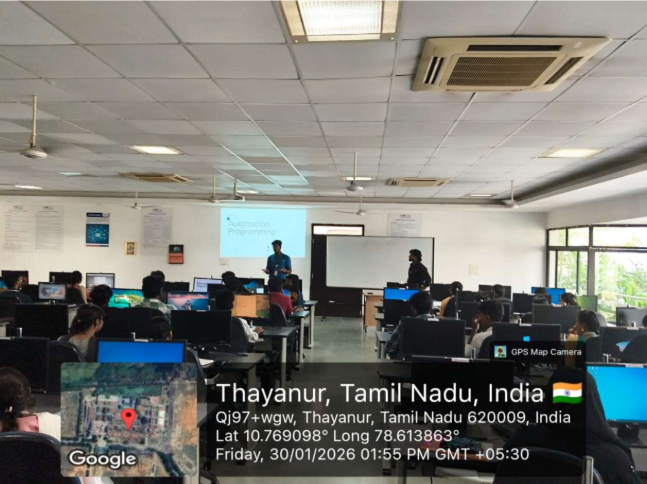 Automation
Programming
GPS Map Camera
Thayanur, Tamil Nadu, India 🇮🇳
Qj97+wgw, Thayanur, Tamil Nadu 620009, India
Lat 10.769098° Long 78.613863°
Friday, 30/01/2026 01:55 PM GMT +05:30
Google